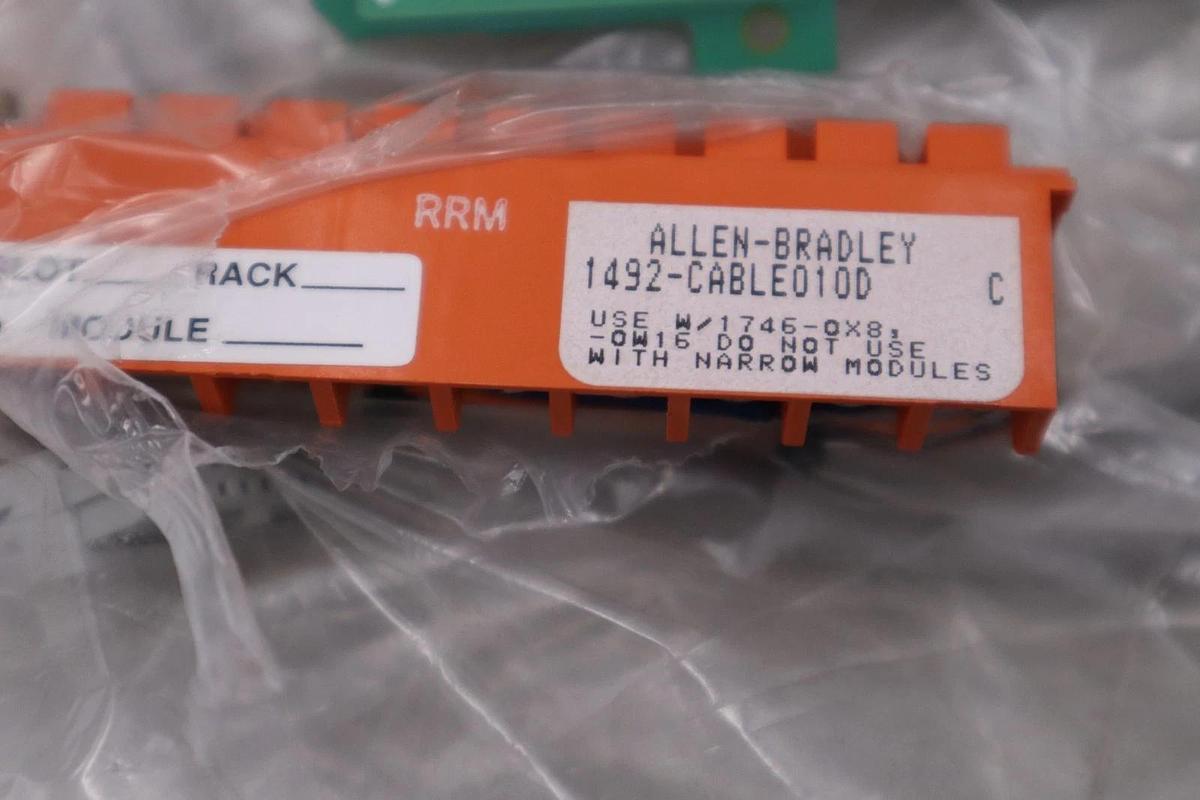 RRM
RACK
MODULE
ALLEN-BRADLEY
1492-CABLE010D C
USE W/1746-OX8,
-OW16 DO NOT USE
WITH NARROW MODULES